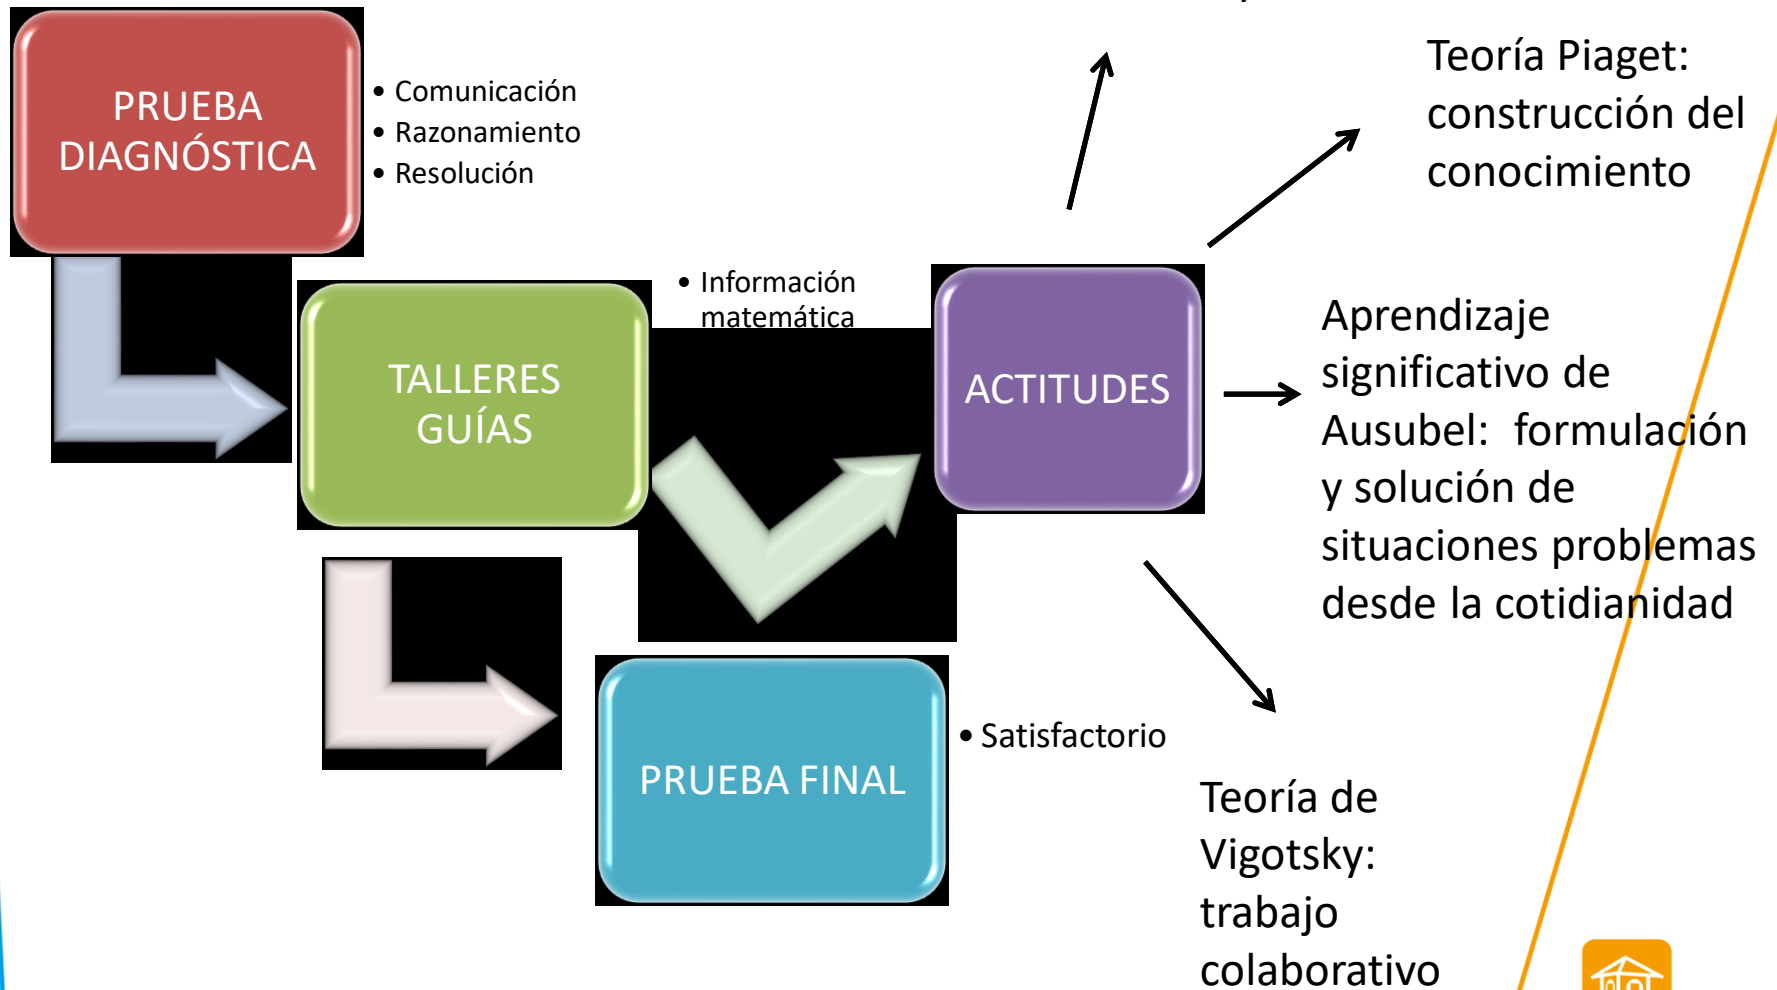 PRUEBA
DIAGNÓSTICA
• Comunicación
• Razonamiento
• Resolución
Teoría Piaget:
construcción del
conocimiento
TALLERES
GUÍAS
• Información
matemática
ACTITUDES
Aprendizaje
significativo de
Ausubel: formulación
y solución de
situaciones problemas
desde la cotidianidad
PRUEBA FINAL
• Satisfactorio
Teoría de
Vigotsky:
trabajo
colaborativo